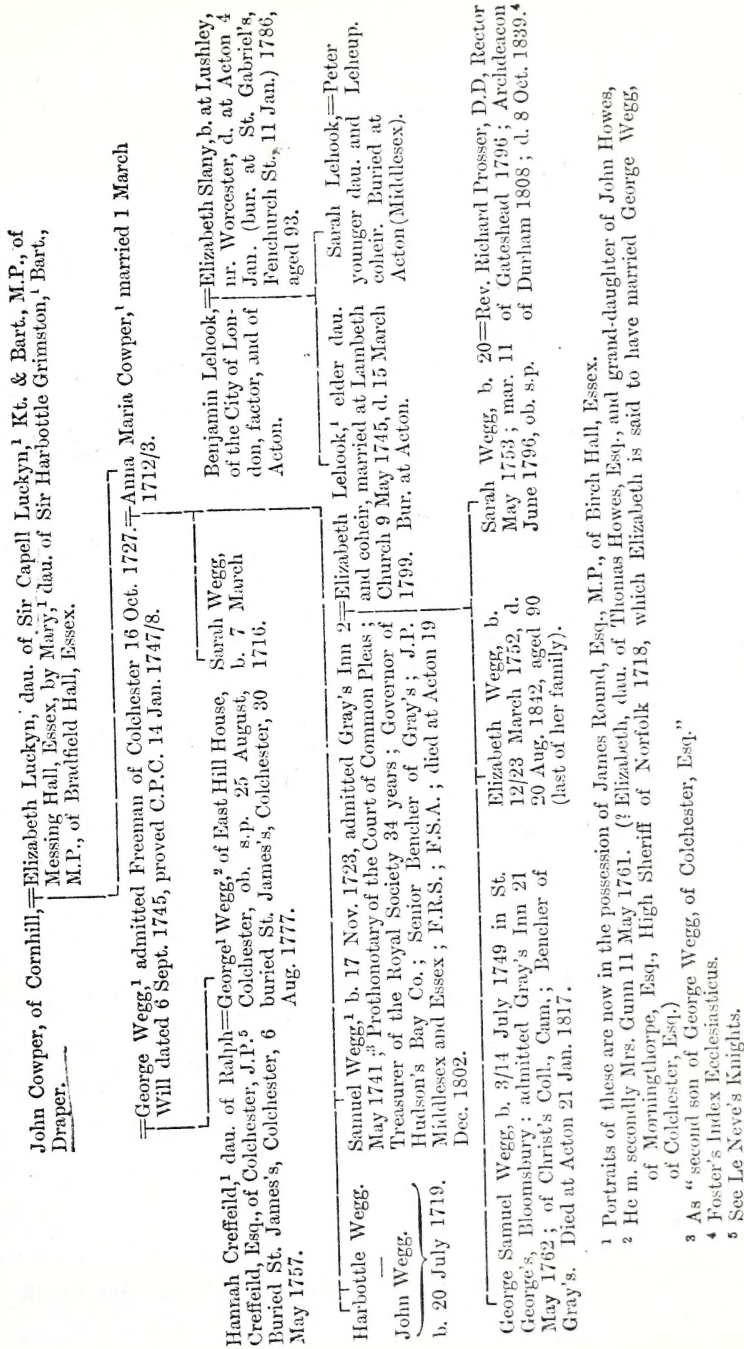 John Cowper, of Cornhill,=Elizabeth Luckyn, dau. of Sir Capell Luckyn,¹ Kt. & Bart., M.P., of
Draper.
Messing Hall, Essex, by Mary,¹ dau. of Sir Harbottle Grimston,¹ Bart.,
M.P., of Bradfield Hall, Essex.
=George Wegg,¹ admitted Freeman of Colchester 16 Oct. 1727.=Anna Maria Cowper,¹ married 1 March
Will dated 6 Sept. 1745, proved C.P.C. 14 Jan. 1747/8.
1712/3.
Hannah Creffeild,¹ dau. of Ralph=George¹ Wegg,² of East Hill House,
Creffeild, Esq., of Colchester, J.P.⁵
Buried St. James's, Colchester, 6
May 1757.
Colchester, ob. s.p. 25 August,
buried St. James's, Colchester, 30
Aug. 1777.
Sarah Wegg,
b. 7 March
1716.
Benjamin Lehook,=Elizabeth Slany, b. at Lushley,
of the City of Lon-
don, factor, and of
Acton.
nr. Worcester, d. at Acton 4
Jan. (bur. at St. Gabriel's,
Fenchurch St., 11 Jan.) 1786,
aged 93.
Harbottle Wegg.
—
John Wegg.
b. 20 July 1719.
Samuel Wegg,¹ b. 17 Nov. 1723, admitted Gray's Inn 2=Elizabeth Lehook,¹ elder dau.
May 1741;³ Prothonotary of the Court of Common Pleas;
Treasurer of the Royal Society 34 years; Governor of
Hudson's Bay Co.; Senior Bencher of Gray's; J.P.
Middlesex and Essex; F.R.S.; F.S.A.; died at Acton 19
Dec. 1802.
and coheir, married at Lambeth
Church 9 May 1745, d. 15 March
1799. Bur. at Acton.
Sarah Lehook,=Peter
younger dau. and Leheup.
coheir. Buried at
Acton (Middlesex).
George Samuel Wegg, b. 3/14 July 1749 in St.
George's, Bloomsbury: admitted Gray's Inn 21
May 1762; of Christ's Coll., Cam.; Bencher of
Gray's. Died at Acton 21 Jan. 1817.
Elizabeth Wegg, b.
12/23 March 1752, d.
20 Aug. 1842, aged 90
(last of her family).
Sarah Wegg, b. 20=Rev. Richard Prosser, D.D, Rector
May 1753; mar. 11
June 1796, ob. s.p.
of Gateshead 1796; Archdeacon
of Durham 1808; d. 8 Oct. 1839.⁴
¹ Portraits of these are now in the possession of James Round, Esq., M.P., of Birch Hall, Essex.
² He m. secondly Mrs. Gunn 11 May 1761. (? Elizabeth, dau. of Thomas Howes, Esq., and grand-daughter of John Howes,
of Morningthorpe, Esq., High Sheriff of Norfolk 1718, which Elizabeth is said to have married George Wegg,
of Colchester, Esq.)
³ As “second son of George Wegg, of Colchester, Esq.”
⁴ Foster's Index Ecclesiasticus.
⁵ See Le Neve's Knights.